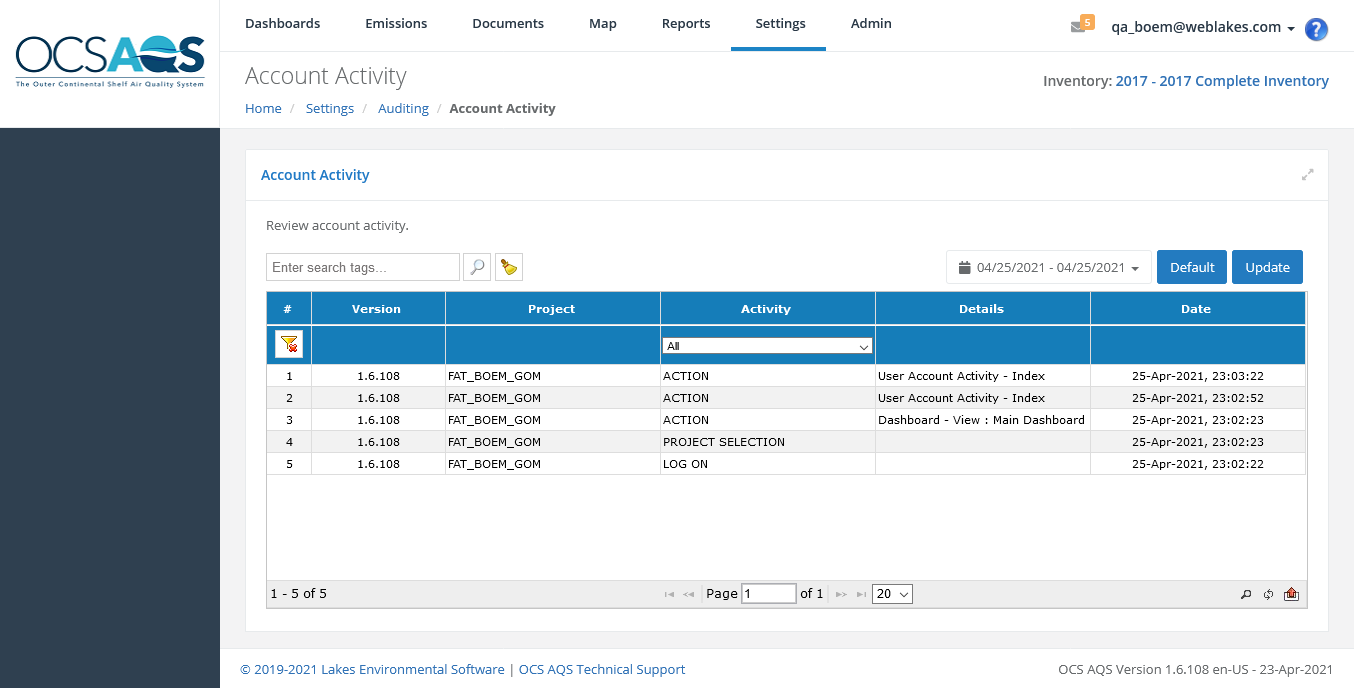 OCSAQS
The Outer Continental Shelf Air Quality System
Dashboards Emissions Documents Map Reports Settings Admin
5 qa_boem@weblakes.com ?
Account Activity
Inventory: 2017 - 2017 Complete Inventory
Home / Settings / Auditing / Account Activity
Account Activity
Review account activity.
Enter search tags... 04/25/2021 - 04/25/2021 Default Update
# Version Project Activity Details Date
All
1 1.6.108 FAT_BOEM_GOM ACTION User Account Activity - Index 25-Apr-2021, 23:03:22
2 1.6.108 FAT_BOEM_GOM ACTION User Account Activity - Index 25-Apr-2021, 23:02:52
3 1.6.108 FAT_BOEM_GOM ACTION Dashboard - View : Main Dashboard 25-Apr-2021, 23:02:23
4 1.6.108 FAT_BOEM_GOM PROJECT SELECTION 25-Apr-2021, 23:02:23
5 1.6.108 FAT_BOEM_GOM LOG ON 25-Apr-2021, 23:02:22
1 - 5 of 5 Page 1 of 1 20
© 2019-2021 Lakes Environmental Software | OCS AQS Technical Support OCS AQS Version 1.6.108 en-US - 23-Apr-2021